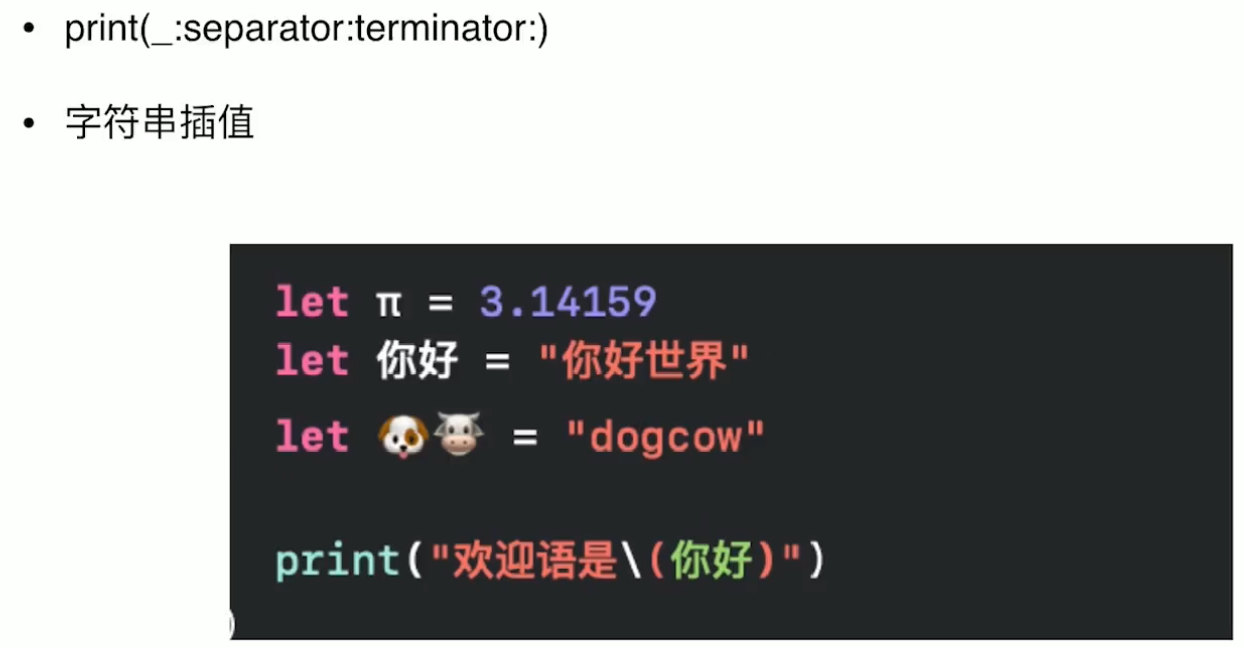 • print(_:separator:terminator:)
• 字符串插值
let π = 3.14159
let 你好 = "你好世界"
let 🐶🐮 = "dogcow"
print("欢迎语是\(你好)")